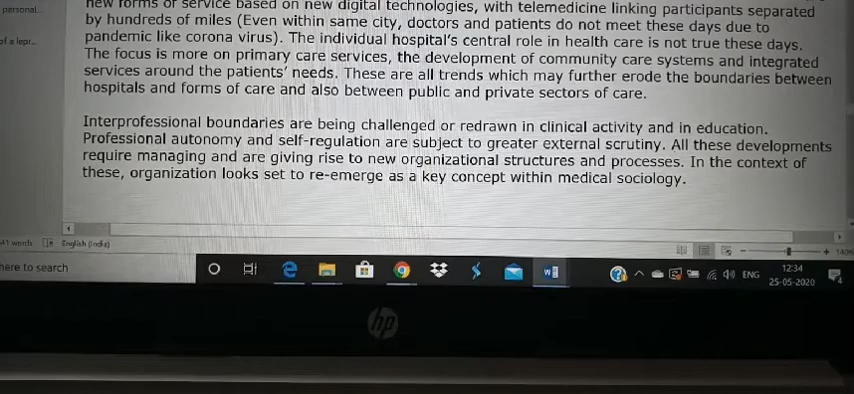 personal...
of a lepr...
new forms of service based on new digital technologies, with telemedicine linking participants separated
by hundreds of miles (Even within same city, doctors and patients do not meet these days due to
pandemic like corona virus). The individual hospital's central role in health care is not true these days.
The focus is more on primary care services, the development of community care systems and integrated
services around the patients' needs. These are all trends which may further erode the boundaries between
hospitals and forms of care and also between public and private sectors of care.
Interprofessional boundaries are being challenged or redrawn in clinical activity and in education.
Professional autonomy and self-regulation are subject to greater external scrutiny. All these developments
require managing and are giving rise to new organizational structures and processes. In the context of
these, organization looks set to re-emerge as a key concept within medical sociology.
41 words English (India)
here to search
ENG
12:34
25-05-2020
hp